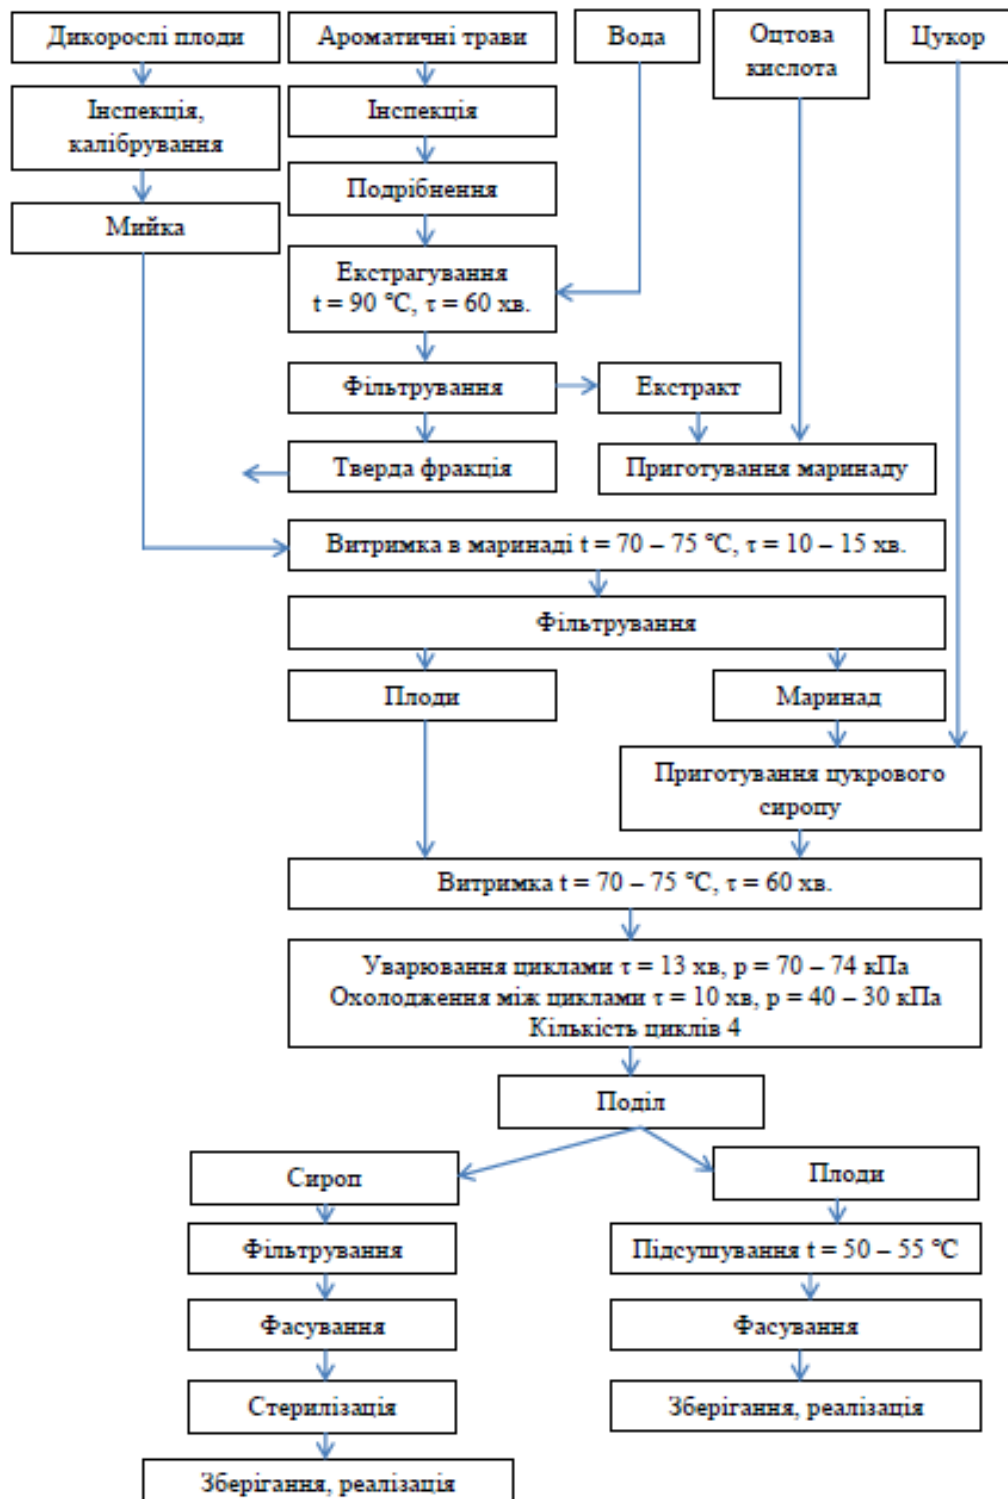 Дикорослі плоди
Ароматичні трави
Вода
Оцтова
кислота
Цукор
Інспекція,
калібрування
Інспекція
Подрібнення
Мийка
Екстрагування
t = 90 °C, τ = 60 хв.
Фільтрування
Екстракт
Тверда фракція
Приготування маринаду
Витримка в маринаді t = 70 – 75 °C, τ = 10 – 15 хв.
Фільтрування
Плоди
Маринад
Приготування цукрового
сиропу
Витримка t = 70 – 75 °C, τ = 60 хв.
Уварювання циклами τ = 13 хв, р = 70 – 74 кПа
Охолодження між циклами τ = 10 хв, р = 40 – 30 кПа
Кількість циклів 4
Поділ
Сироп
Плоди
Фільтрування
Підсушування t = 50 – 55 °C
Фасування
Фасування
Стерилізація
Зберігання, реалізація
Зберігання, реалізація